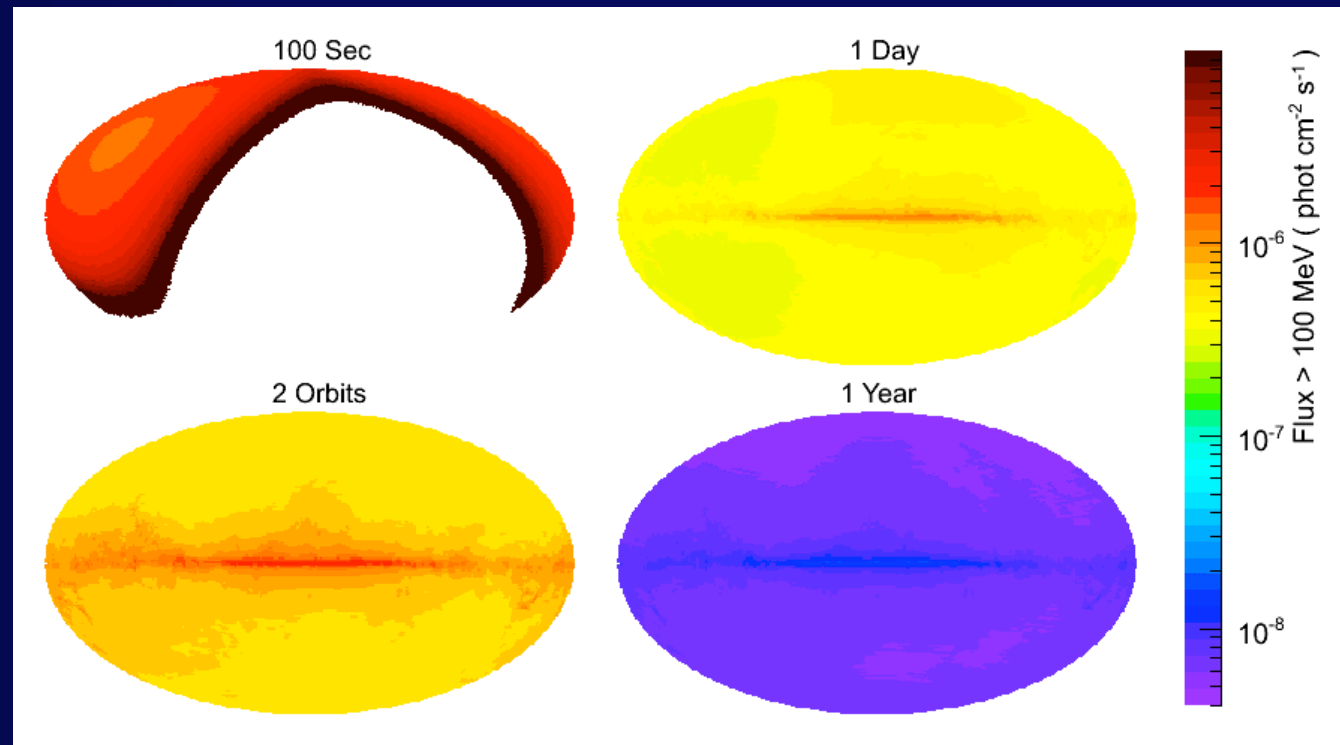 100 Sec
1 Day
2 Orbits
1 Year
10⁻⁶
10⁻⁷
10⁻⁸
Flux > 100 MeV ( phot cm⁻² s⁻¹ )